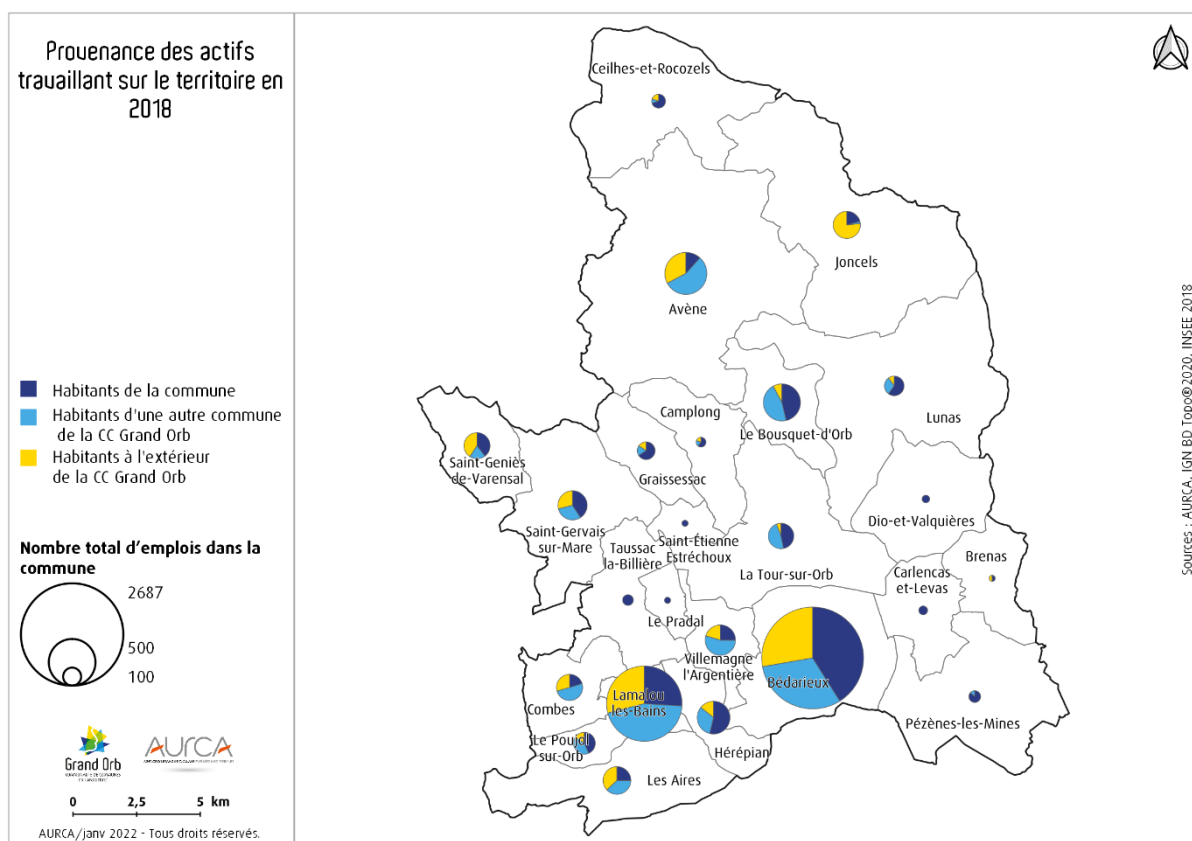 Provenance des actifs
travaillant sur le territoire en
2018
Habitants de la commune
Habitants d'une autre commune
de la CC Grand Orb
Habitants à l'extérieur
de la CC Grand Orb
Nombre total d'emplois dans la
commune
2687
500
100
Grand Orb
AURCA
0 2,5 5 km
AURCA/janv 2022 - Tous droits réservés.
Ceilhes-et-Rocozels
Joncels
Avène
Lunas
Camplong
Le Bousquet-d'Orb
Saint-Geniès
de-Varensal
Graissessac
Dio-et-Valquières
Saint-Gervais
sur-Mare
Saint-Étienne
Estréchoux
Taussac
la-Billière
La Tour-sur-Orb
Brenas
Carlencas
et-Levas
Le Pradal
Villemagne
l'Argentière
Bédarieux
Lamalou
les-Bains
Combes
Pézènes-les-Mines
Le Poujol
sur-Orb
Hérépian
Les Aires
Sources : AURCA, IGN BD Topo®2020, INSEE 2018